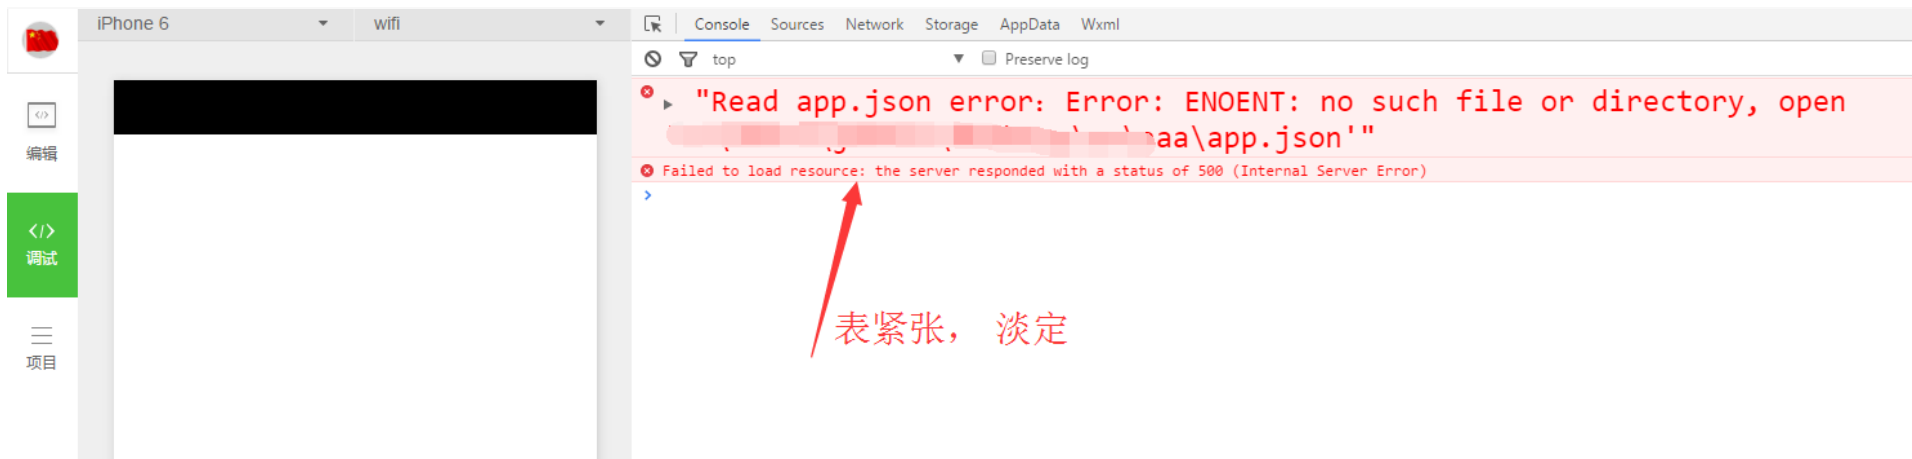 iPhone 6
wifi
Console Sources Network Storage AppData Wxml
top
Preserve log
编辑
"Read app.json error: Error: ENOENT: no such file or directory, open
aa\app.json'"
Failed to load resource: the server responded with a status of 500 (Internal Server Error)
调试
表紧张， 淡定
项目